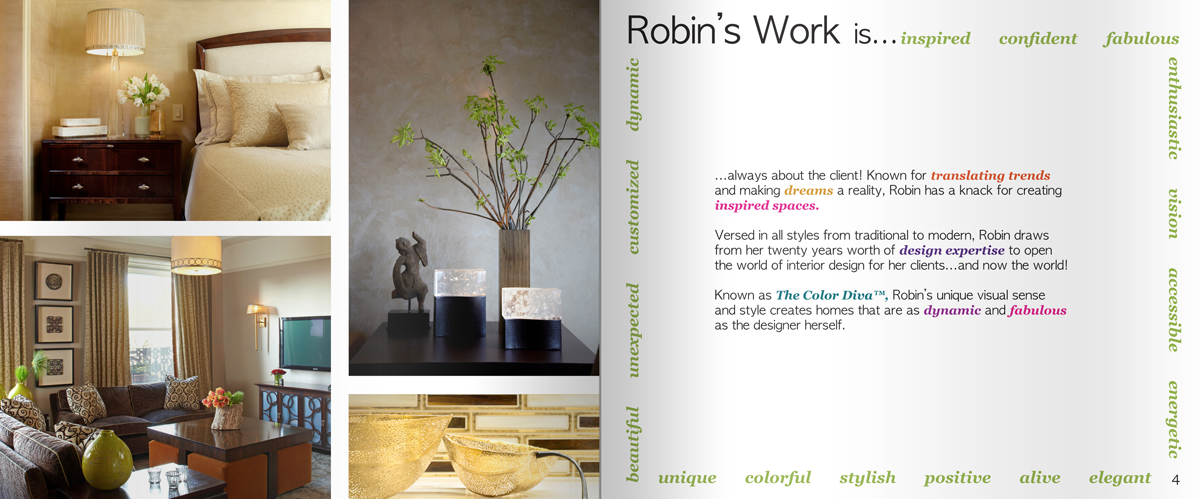 Robin's Work is...inspired confident fabulous
dynamic
customized
unexpected
beautiful
enthusiastic
vision
accessible
energetic
...always about the client! Known for translating trends
and making dreams a reality, Robin has a knack for creating
inspired spaces.
Versed in all styles from traditional to modern, Robin draws
from her twenty years worth of design expertise to open
the world of interior design for her clients...and now the world!
Known as The Color Diva™, Robin's unique visual sense
and style creates homes that are as dynamic and fabulous
as the designer herself.
unique colorful stylish positive alive elegant
4